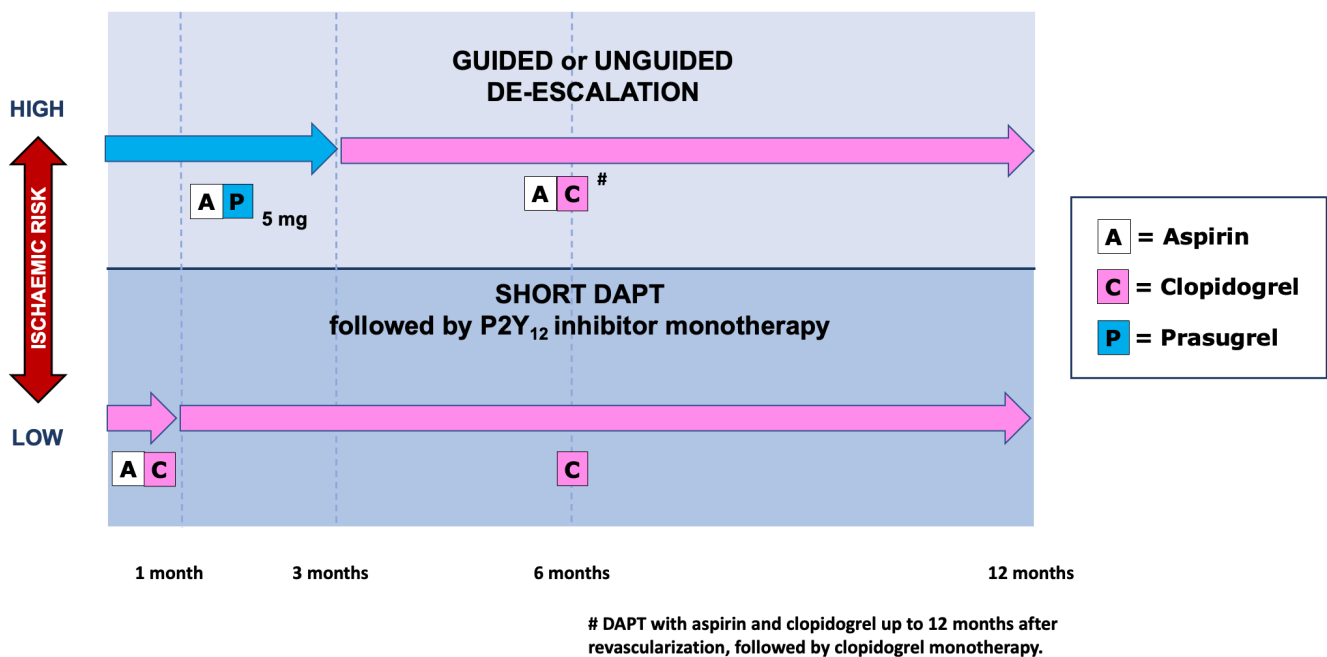 GUIDED or UNGUIDED
DE-ESCALATION
HIGH
ISCHAEMIC RISK
LOW
A P 5 mg
A C #
SHORT DAPT
followed by P2Y₁₂ inhibitor monotherapy
A C
C
A = Aspirin
C = Clopidogrel
P = Prasugrel
1 month
3 months
6 months
12 months
# DAPT with aspirin and clopidogrel up to 12 months after
revascularization, followed by clopidogrel monotherapy.